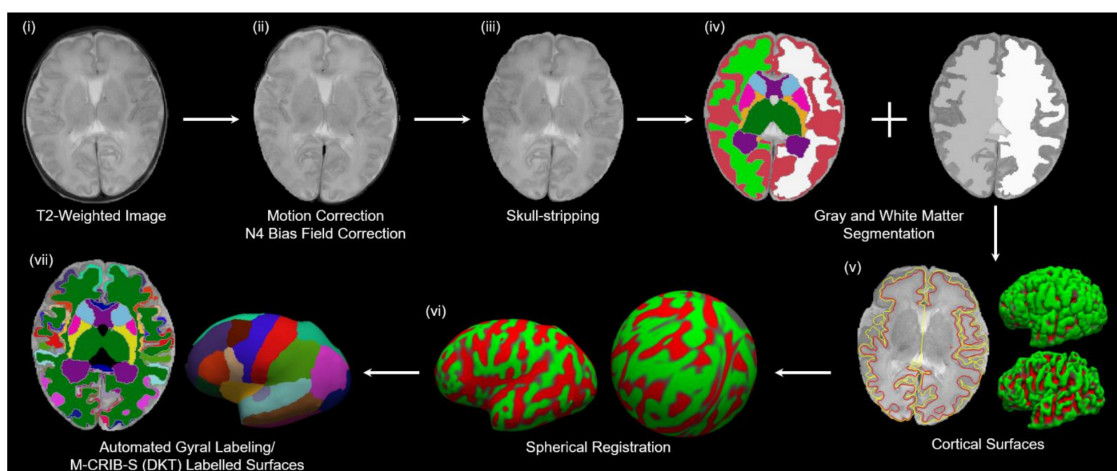 (i)
(ii)
(iii)
(iv)
T2-Weighted Image
Motion Correction
N4 Bias Field Correction
Skull-stripping
Gray and White Matter
Segmentation
(v)
(vi)
(vii)
Automated Gyral Labeling/
M-CRIB-S (DKT) Labelled Surfaces
Spherical Registration
Cortical Surfaces